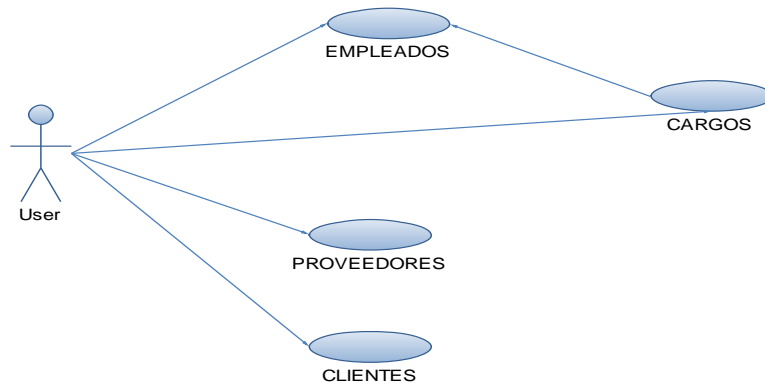 EMPLEADOS
CARGOS
User
PROVEEDORES
CLIENTES